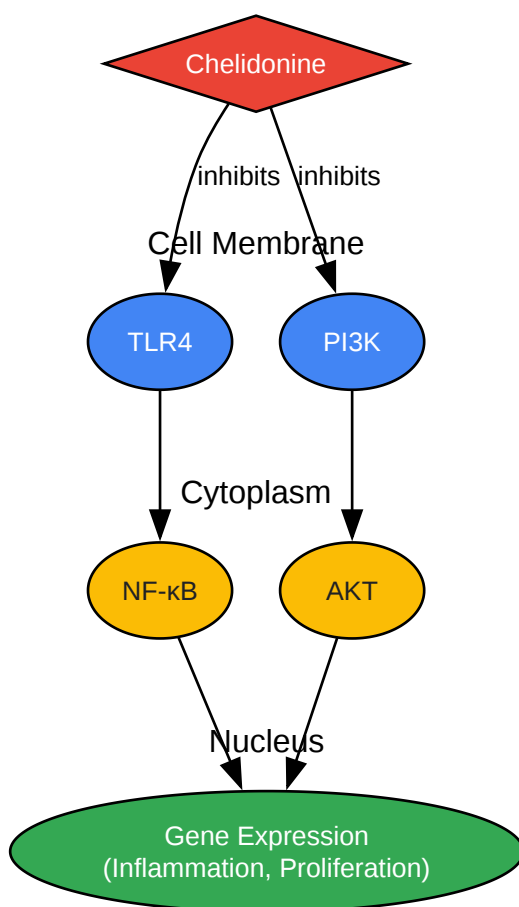 Chelidonine
inhibits inhibits
Cell Membrane
TLR4 PI3K
Cytoplasm
NF-κB AKT
Nucleus
Gene Expression
(Inflammation, Proliferation)